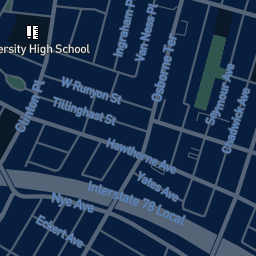 Ingraham Pl
Van Ness Pl
Osborne Ter
ersity High School
W Runyon St
Tillinghast St
Clinton Pl
Seymour Ave
Chadwick Ave
Hawthorne Ave
Yates Ave
Interstate 78 Local
Nye Ave
Eckert Ave